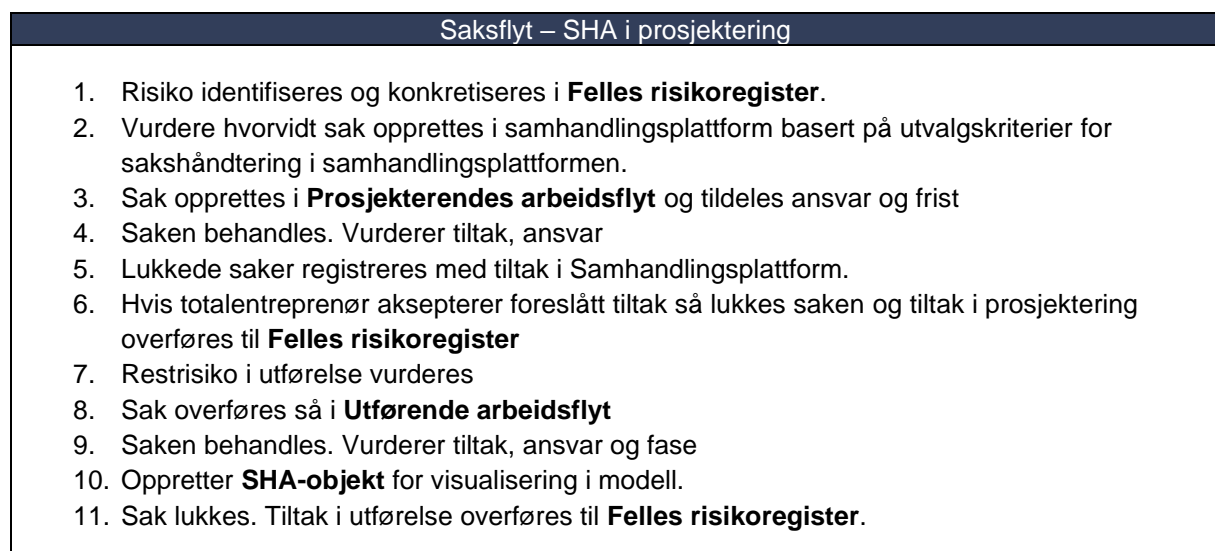 Saksflyt – SHA i prosjektering
1. Risiko identifiseres og konkretiseres i Felles risikoregister.
2. Vurdere hvorvidt sak opprettes i samhandlingsplattform basert på utvalgskriterier for
sakshåndtering i samhandlingsplattformen.
3. Sak opprettes i Prosjekterendes arbeidsflyt og tildeles ansvar og frist
4. Saken behandles. Vurderer tiltak, ansvar
5. Lukkede saker registreres med tiltak i Samhandlingsplattform.
6. Hvis totalentreprenør aksepterer foreslått tiltak så lukkes saken og tiltak i prosjektering
overføres til Felles risikoregister
7. Restrisiko i utførelse vurderes
8. Sak overføres så i Utførende arbeidsflyt
9. Saken behandles. Vurderer tiltak, ansvar og fase
10. Oppretter SHA-objekt for visualisering i modell.
11. Sak lukkes. Tiltak i utførelse overføres til Felles risikoregister.